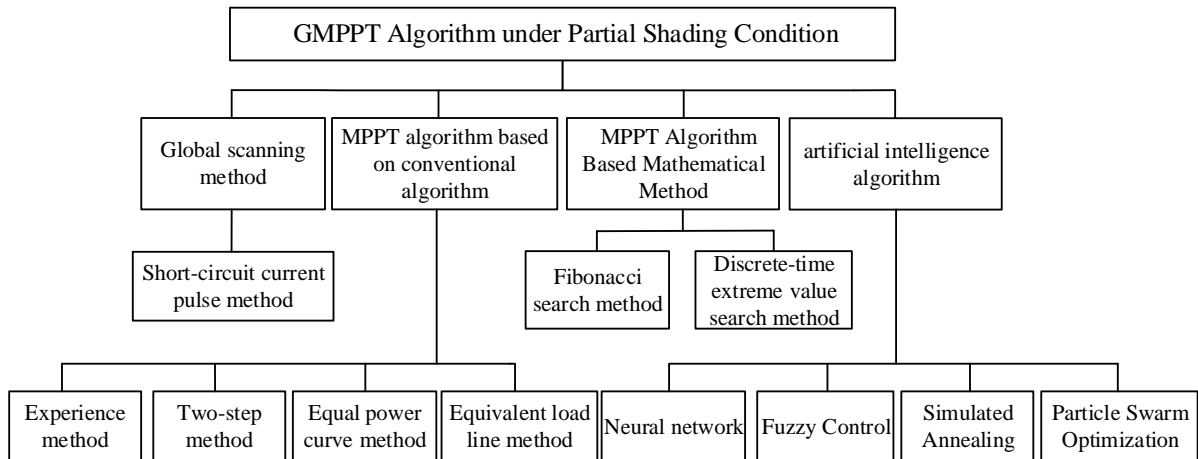 GMPPT Algorithm under Partial Shading Condition
Global scanning
method
MPPT algorithm based
on conventional
algorithm
MPPT Algorithm
Based Mathematical
Method
artificial intelligence
algorithm
Short-circuit current
pulse method
Fibonacci
search method
Discrete-time
extreme value
search method
Experience
method
Two-step
method
Equal power
curve method
Equivalent load
line method
Neural network
Fuzzy Control
Simulated
Annealing
Particle Swarm
Optimization